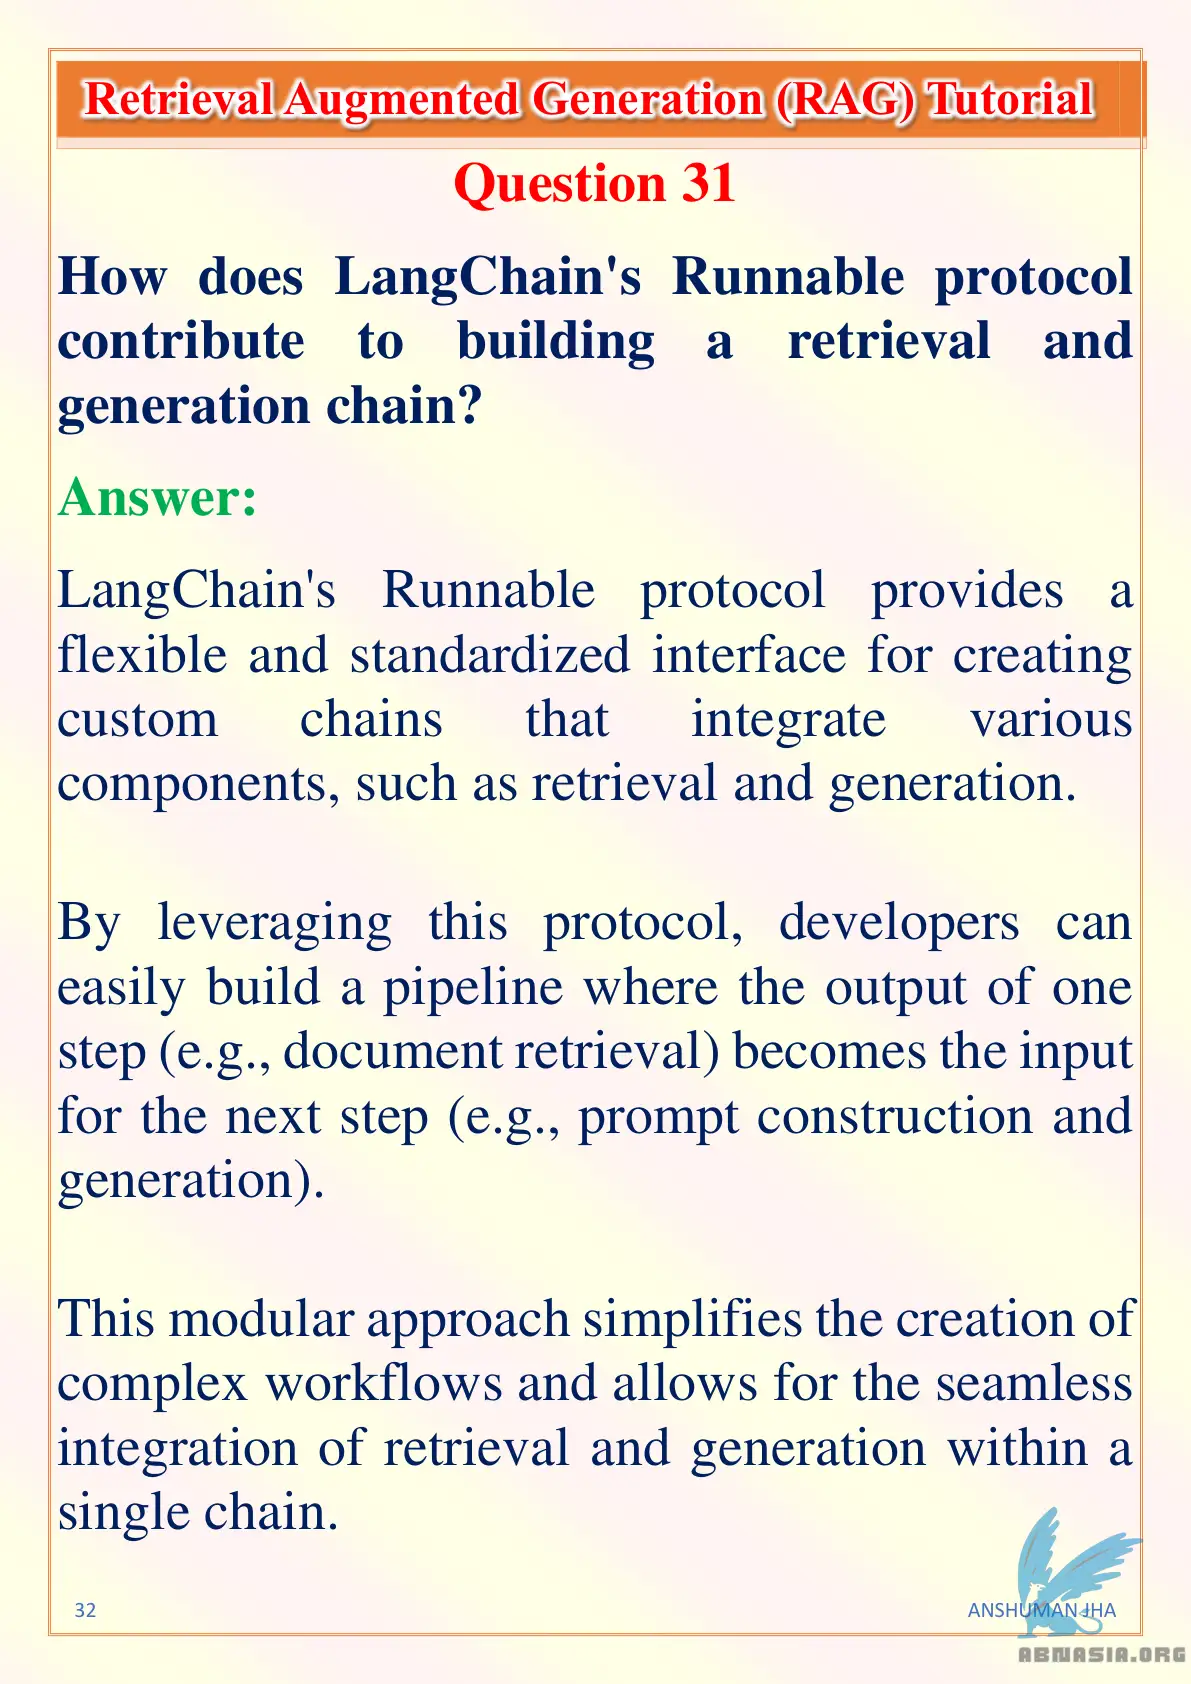 Retrieval Augmented Generation (RAG) Tutorial
Question 31
How does LangChain's Runnable protocol
contribute to building a retrieval and
generation chain?
Answer:
LangChain's Runnable protocol provides a
flexible and standardized interface for creating
custom chains that integrate various
components, such as retrieval and generation.
By leveraging this protocol, developers can
easily build a pipeline where the output of one
step (e.g., document retrieval) becomes the input
for the next step (e.g., prompt construction and
generation).
This modular approach simplifies the creation of
complex workflows and allows for the seamless
integration of retrieval and generation within a
single chain.
32
ANSHUMAN JHA
ABNASIA.ORG